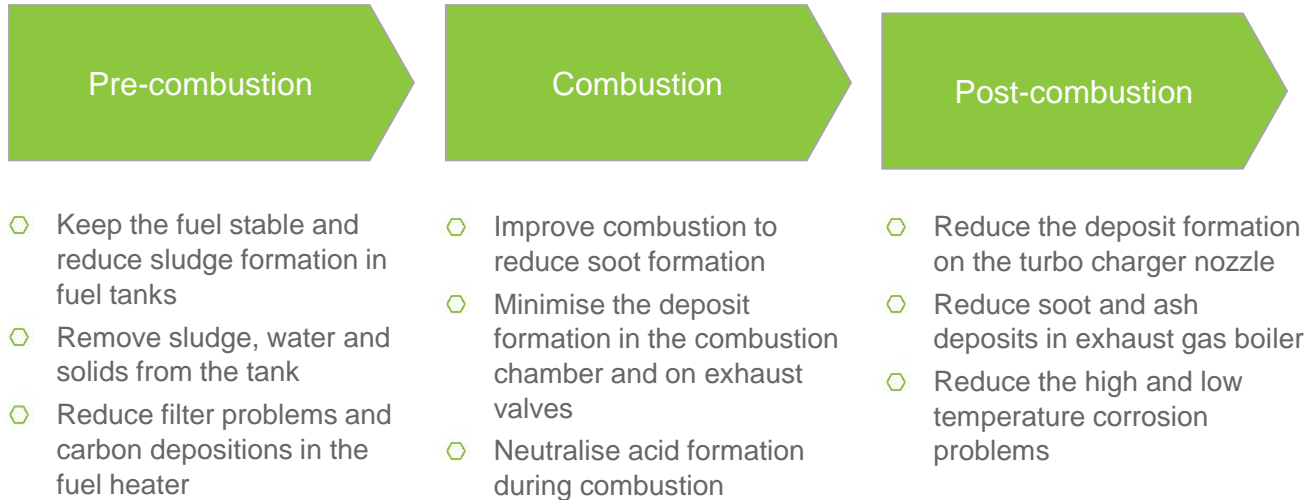 Pre-combustion
Keep the fuel stable and
reduce sludge formation in
fuel tanks
Remove sludge, water and
solids from the tank
Reduce filter problems and
carbon depositions in the
fuel heater
Combustion
Improve combustion to
reduce soot formation
Minimise the deposit
formation in the combustion
chamber and on exhaust
valves
Neutralise acid formation
during combustion
Post-combustion
Reduce the deposit formation
on the turbo charger nozzle
Reduce soot and ash
deposits in exhaust gas boiler
Reduce the high and low
temperature corrosion
problems